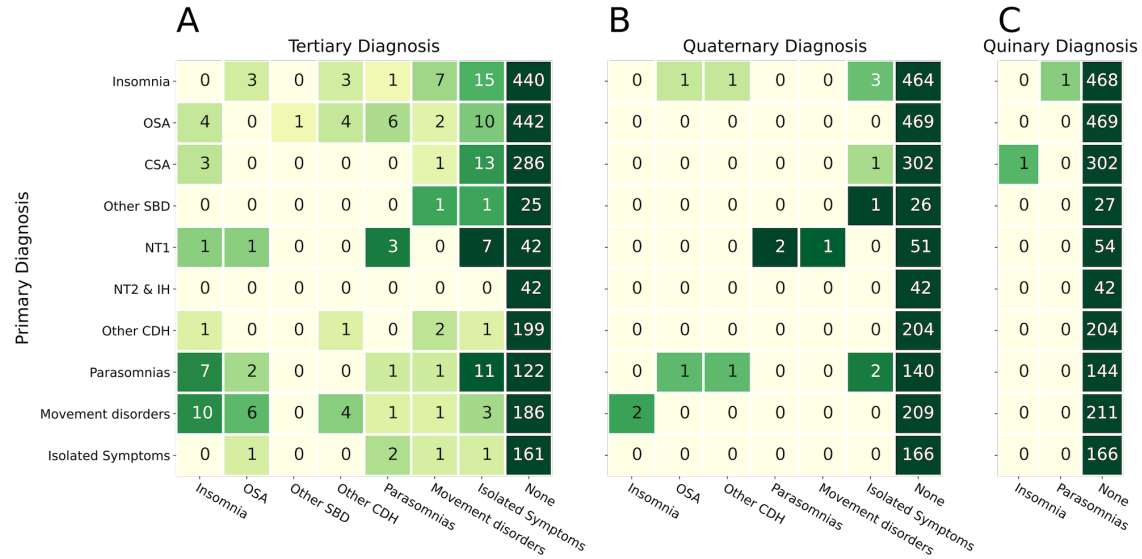 A
B
C
Tertiary Diagnosis
Quaternary Diagnosis
Quinary Diagnosis
Primary Diagnosis
Insomnia 0 3 0 3 1 7 15 440 0 1 1 0 0 3 464 0 1 468
OSA 4 0 1 4 6 2 10 442 0 0 0 0 0 0 469 0 0 469
CSA 3 0 0 0 0 1 13 286 0 0 0 0 0 1 302 1 0 302
Other SBD 0 0 0 0 0 1 1 25 0 0 0 0 0 1 26 0 0 27
NT1 1 1 0 0 3 0 7 42 0 0 0 2 1 0 51 0 0 54
NT2 & IH 0 0 0 0 0 0 0 42 0 0 0 0 0 0 42 0 0 42
Other CDH 1 0 0 1 0 2 1 199 0 0 0 0 0 0 204 0 0 204
Parasomnias 7 2 0 0 1 1 11 122 0 1 1 0 0 2 140 0 0 144
Movement disorders 10 6 0 4 1 1 3 186 2 0 0 0 0 0 209 0 0 211
Isolated Symptoms 0 1 0 0 2 1 1 161 0 0 0 0 0 0 166 0 0 166
Insomnia
OSA
Other SBD
Other CDH
Parasomnias
Movement disorders
Isolated Symptoms
None
Insomnia
OSA
Other CDH
Parasomnias
Movement disorders
Isolated Symptoms
None
Insomnia
Parasomnias
None